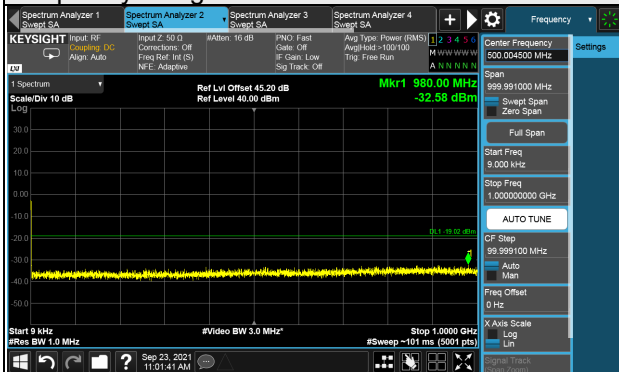 Spectrum Analyzer 1
Swept SA
Spectrum Analyzer 2
Swept SA
Spectrum Analyzer 3
Swept SA
Spectrum Analyzer 4
Swept SA
+
Frequency
KEYSIGHT
Input: RF
Coupling: DC
Align: Auto
Input Z: 50 Ω
Corrections: Off
Freq Ref: Int (S)
NFE: Adaptive
#Atten: 16 dB
PNO: Fast
Gate: Off
IF Gain: Low
Sig Track: Off
Avg Type: Power (RMS)
Avg|Hold:>100/100
Trig: Free Run
1 2 3 4 5 6
M W W W W W
A N N N N N
LXI
1 Spectrum
Scale/Div 10 dB
Ref Lvl Offset 45.20 dB
Ref Level 40.00 dBm
Mkr1 980.00 MHz
-32.58 dBm
Log
30.0
20.0
10.0
0.00
-10.0
-20.0
-30.0
-40.0
-50.0
DL1 -19.02 dBm
1
Start 9 kHz
#Res BW 1.0 MHz
#Video BW 3.0 MHz*
Stop 1.0000 GHz
#Sweep ~101 ms (5001 pts)
Center Frequency
500.004500 MHz
Settings
Span
999.991000 MHz
Swept Span
Zero Span
Full Span
Start Freq
9.000 kHz
Stop Freq
1.000000000 GHz
AUTO TUNE
CF Step
99.999100 MHz
Auto
Man
Freq Offset
0 Hz
X Axis Scale
Log
Lin
Signal Track
(Span Zoom)
?
Sep 23, 2021
11:01:41 AM